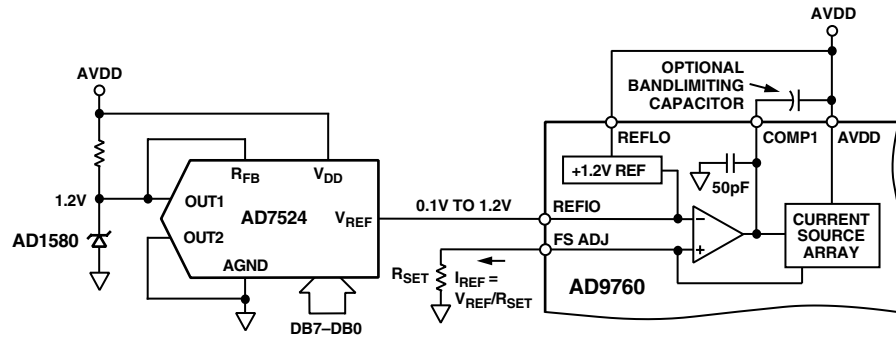 AVDD
OPTIONAL
BANDLIMITING
CAPACITOR
AVDD
REFLO
COMP1
AVDD
+1.2V REF
50pF
RFB
VDD
1.2V
OUT1
AD7524
VREF
0.1V TO 1.2V
REFIO
AD1580
OUT2
FS ADJ
CURRENT
SOURCE
ARRAY
AGND
RSET
IREF =
VREF/RSET
AD9760
DB7–DB0
–
+